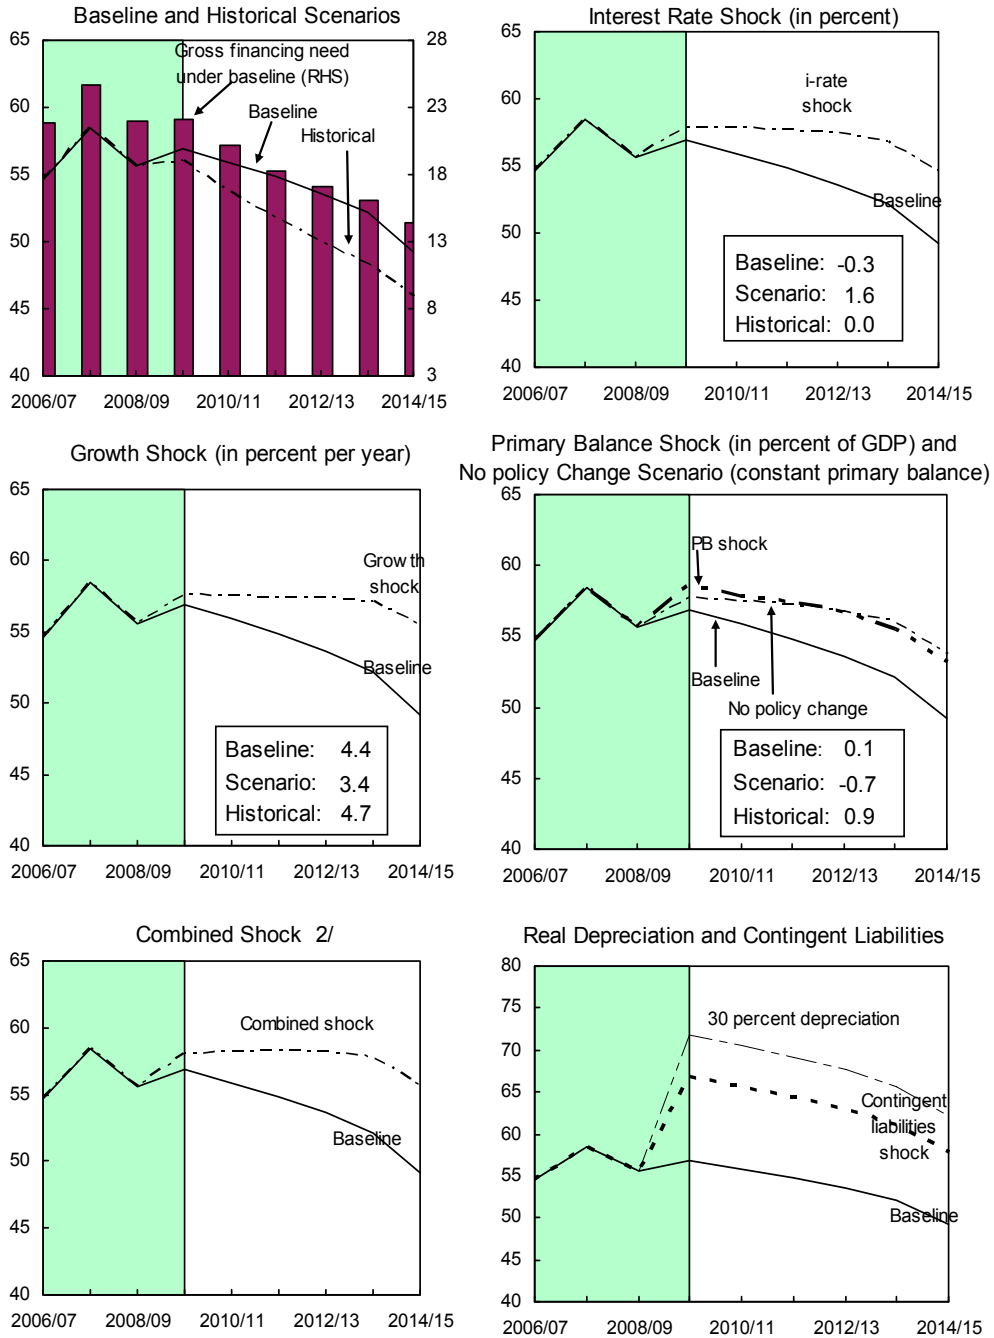 Baseline and Historical Scenarios
65
60
55
50
45
40
28
23
18
13
8
3
Gross financing need
under baseline (RHS)
Baseline
Historical
2006/07 2008/09 2010/11 2012/13 2014/15
Interest Rate Shock (in percent)
65
60
55
50
45
40
i-rate
shock
Baseline
Baseline: -0.3
Scenario: 1.6
Historical: 0.0
2006/07 2008/09 2010/11 2012/13 2014/15
Growth Shock (in percent per year)
65
60
55
50
45
40
Growth
shock
Baseline
Baseline: 4.4
Scenario: 3.4
Historical: 4.7
2006/07 2008/09 2010/11 2012/13 2014/15
Primary Balance Shock (in percent of GDP) and
No policy Change Scenario (constant primary balance)
65
60
55
50
45
40
PB shock
Baseline
No policy change
Baseline: 0.1
Scenario: -0.7
Historical: 0.9
2006/07 2008/09 2010/11 2012/13 2014/15
Combined Shock 2/
65
60
55
50
45
40
Combined shock
Baseline
2006/07 2008/09 2010/11 2012/13 2014/15
Real Depreciation and Contingent Liabilities
80
75
70
65
60
55
50
45
40
30 percent depreciation
Contingent
liabilities
shock
Baseline
2006/07 2008/09 2010/11 2012/13 2014/15